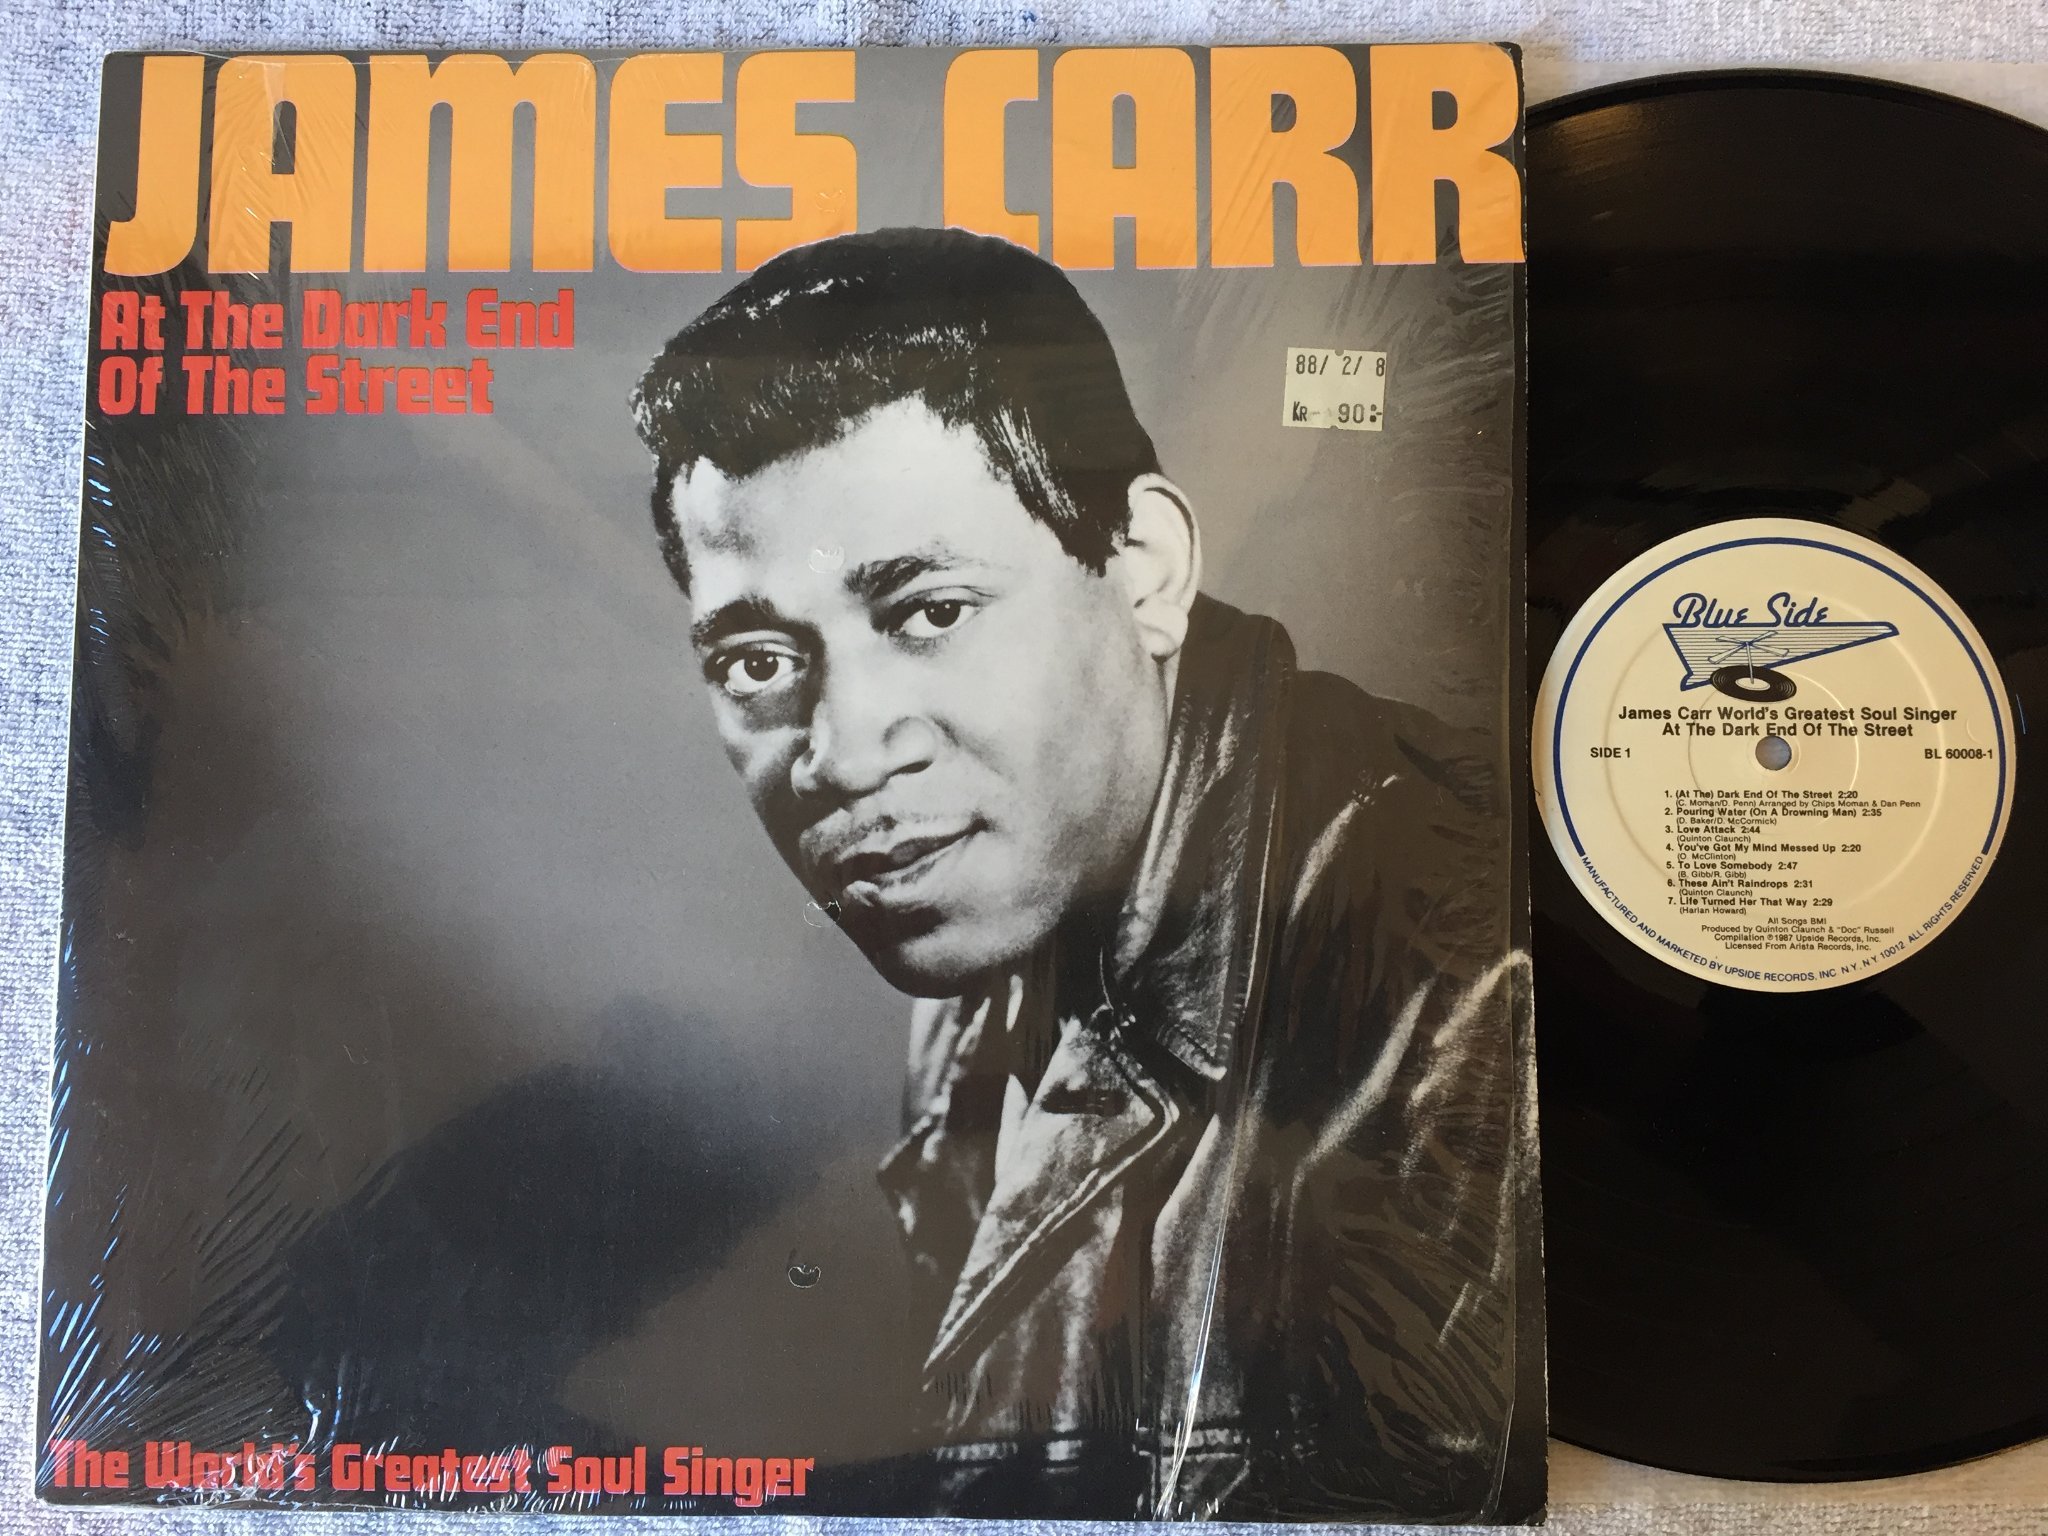 JAMES CARR
At The Dark End
Of The Street
88/ 2/ 8
KR 90:-
The World's Greatest Soul Singer
Blue Side
James Carr World's Greatest Soul Singer
At The Dark End Of The Street
SIDE 1
BL 60008-1
1. (At The) Dark End Of The Street 2:20
(C. Moman/D. Penn) Arranged by Chips Moman & Dan Penn
2. Pouring Water (On A Drowning Man) 2:35
(D. Baker/D. McCormick)
3. Love Attack 2:44
(Quinton Claunch)
4. You've Got My Mind Messed Up 2:20
(O. McClinton)
5. To Love Somebody 2:47
(B. Gibb/R. Gibb)
6. These Ain't Raindrops 2:31
(Quinton Claunch)
7. Life Turned Her That Way 2:29
(Harlan Howard)
All Songs BMI
Produced by Quinton Claunch & "Doc" Russell
Compilation ℗1987 Upside Records, Inc.
Licensed From Arista Records, Inc.
MANUFACTURED AND MARKETED BY UPSIDE RECORDS, INC N.Y., N.Y. 10012 ALL RIGHTS RESERVED